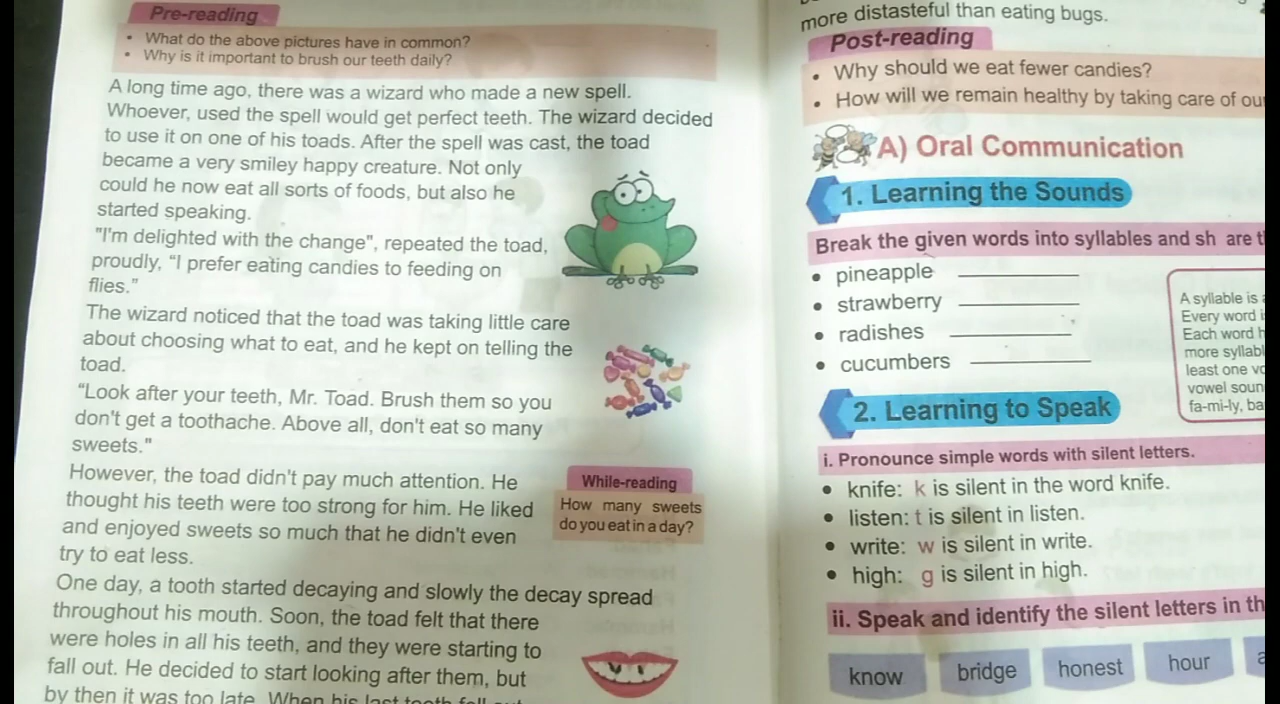 Pre-reading
• What do the above pictures have in common?
• Why is it important to brush our teeth daily?
A long time ago, there was a wizard who made a new spell.
Whoever, used the spell would get perfect teeth. The wizard decided
to use it on one of his toads. After the spell was cast, the toad
became a very smiley happy creature. Not only
could he now eat all sorts of foods, but also he
started speaking.
"I'm delighted with the change", repeated the toad,
proudly, “I prefer eating candies to feeding on
flies.”
The wizard noticed that the toad was taking little care
about choosing what to eat, and he kept on telling the
toad.
“Look after your teeth, Mr. Toad. Brush them so you
don't get a toothache. Above all, don't eat so many
sweets."
However, the toad didn't pay much attention. He
thought his teeth were too strong for him. He liked
and enjoyed sweets so much that he didn't even
try to eat less.
While-reading
How many sweets
do you eat in a day?
One day, a tooth started decaying and slowly the decay spread
throughout his mouth. Soon, the toad felt that there
were holes in all his teeth, and they were starting to
fall out. He decided to start looking after them, but
by then it was too late. When his last tooth fell out
more distasteful than eating bugs.
Post-reading
• Why should we eat fewer candies?
• How will we remain healthy by taking care of ou
A) Oral Communication
1. Learning the Sounds
Break the given words into syllables and sh are t
• pineapple
• strawberry
• radishes
• cucumbers
A syllable is
Every word
Each word
more syllabl
least one
vowel soun
fa-mi-ly, ba
2. Learning to Speak
i. Pronounce simple words with silent letters.
• knife: k is silent in the word knife.
• listen: t is silent in listen.
• write: w is silent in write.
• high: g is silent in high.
ii. Speak and identify the silent letters in th
know bridge honest hour